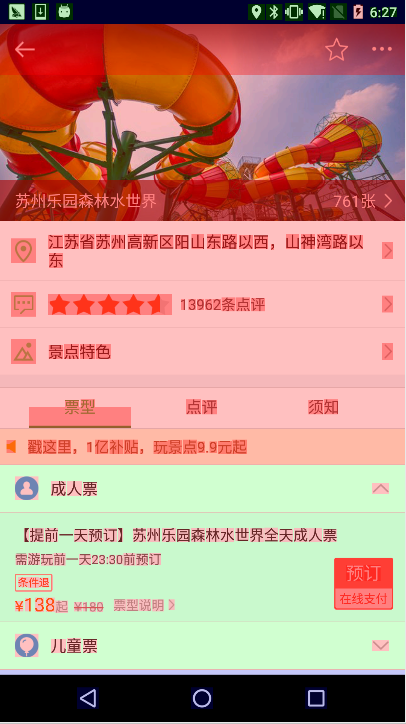 6:27
苏州乐园森林水世界
761张
江苏省苏州高新区阳山东路以西，山神湾路以
东
13962条点评
景点特色
票型 点评 须知
戳这里，1亿补贴，玩景点9.9元起
成人票
【提前一天预订】苏州乐园森林水世界全天成人票
需游玩前一天23:30前预订
条件退
¥138起 ¥180 票型说明
预订
在线支付
儿童票